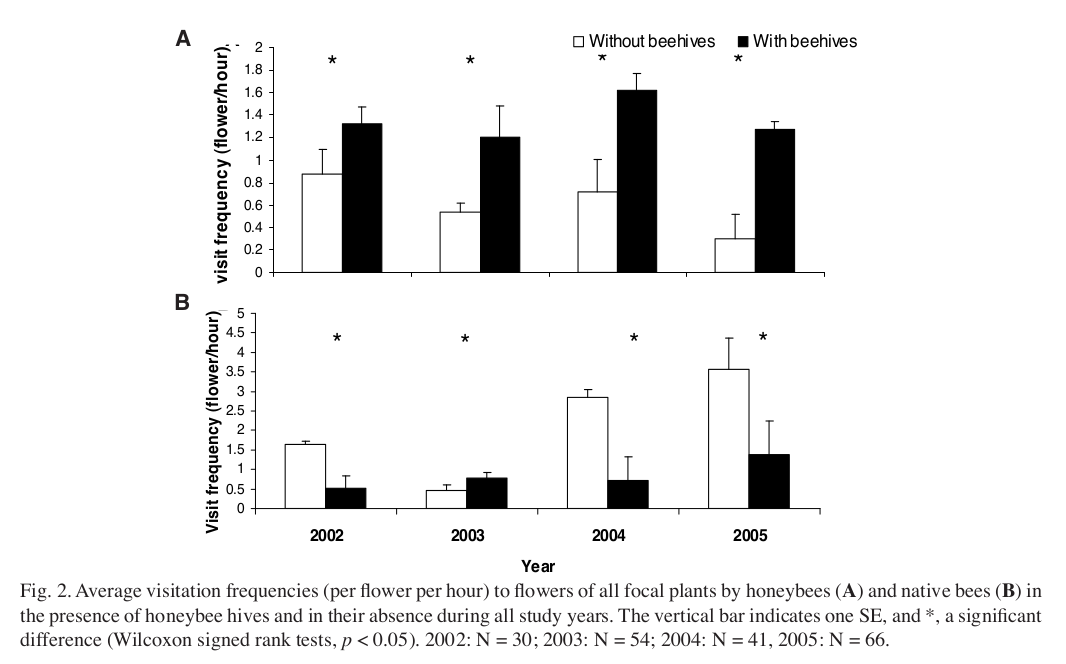 A
□ Without beehives ■ With beehives
visit frequency (flower/hour),
2
1.8
1.6
1.4
1.2
1
0.8
0.6
0.4
0.2
0
* * * *
B
Visit frequency (flower/hour)
5
4.5
4
3.5
3
2.5
2
1.5
1
0.5
0
* * * *
2002 2003 2004 2005
Year
Fig. 2. Average visitation frequencies (per flower per hour) to flowers of all focal plants by honeybees (A) and native bees (B) in
the presence of honeybee hives and in their absence during all study years. The vertical bar indicates one SE, and *, a significant
difference (Wilcoxon signed rank tests, p < 0.05). 2002: N = 30; 2003: N = 54; 2004: N = 41, 2005: N = 66.